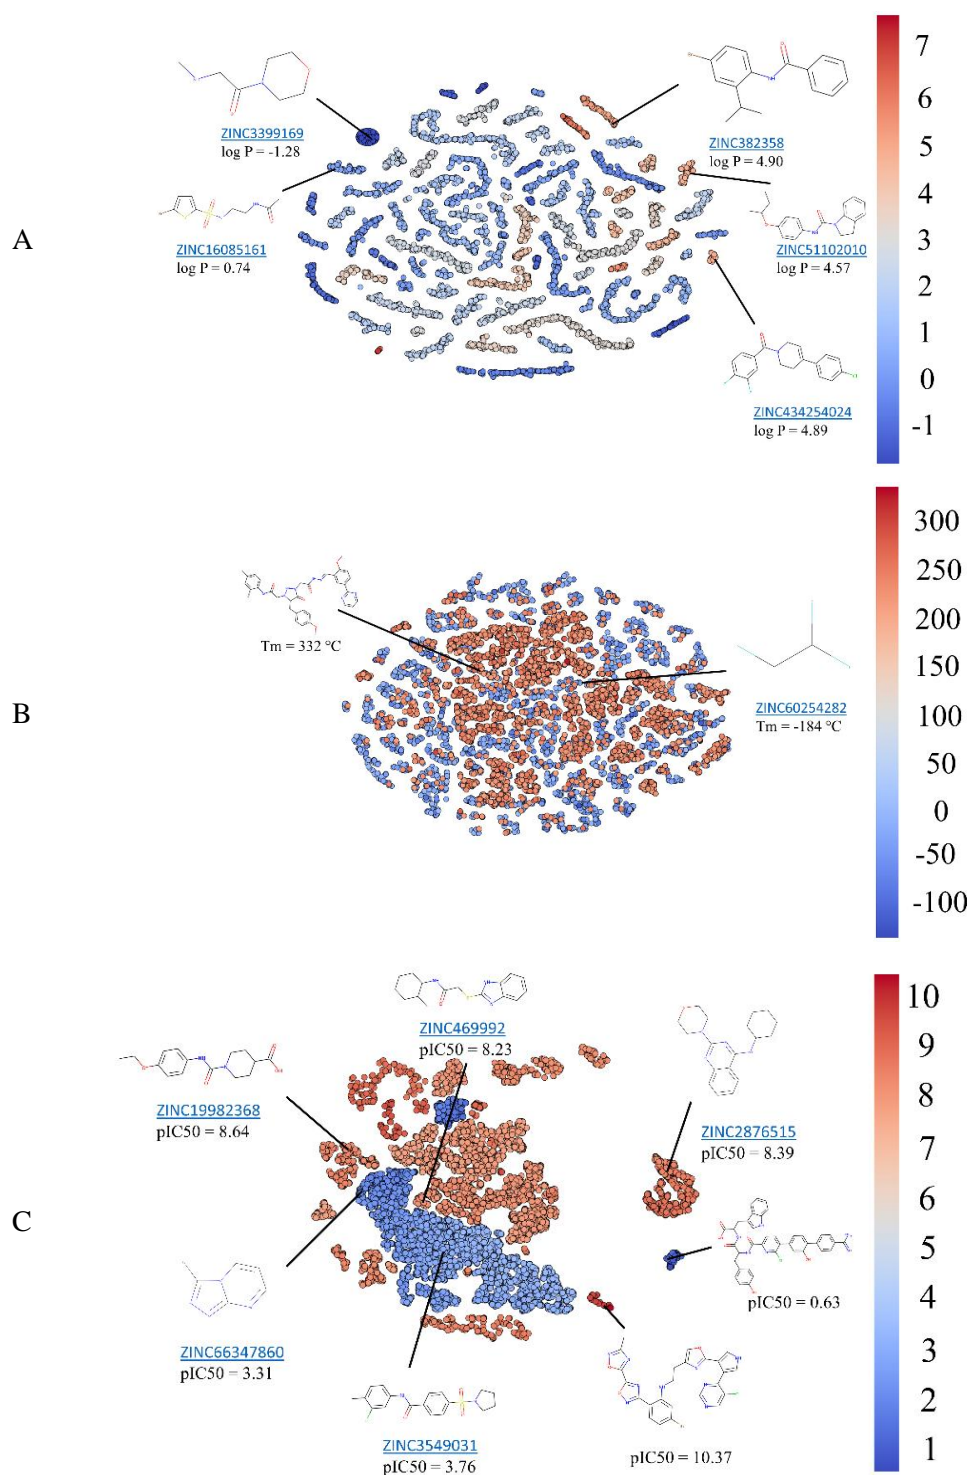 A
ZINC3399169
log P = -1.28
ZINC16085161
log P = 0.74
ZINC382358
log P = 4.90
ZINC51102010
log P = 4.57
ZINC434254024
log P = 4.89
7
6
5
4
3
2
1
0
-1
B
Tm = 332 °C
ZINC60254282
Tm = -184 °C
300
250
200
150
100
50
0
-50
-100
C
ZINC469992
pIC50 = 8.23
ZINC19982368
pIC50 = 8.64
ZINC2876515
pIC50 = 8.39
pIC50 = 0.63
ZINC66347860
pIC50 = 3.31
ZINC3549031
pIC50 = 3.76
pIC50 = 10.37
10
9
8
7
6
5
4
3
2
1